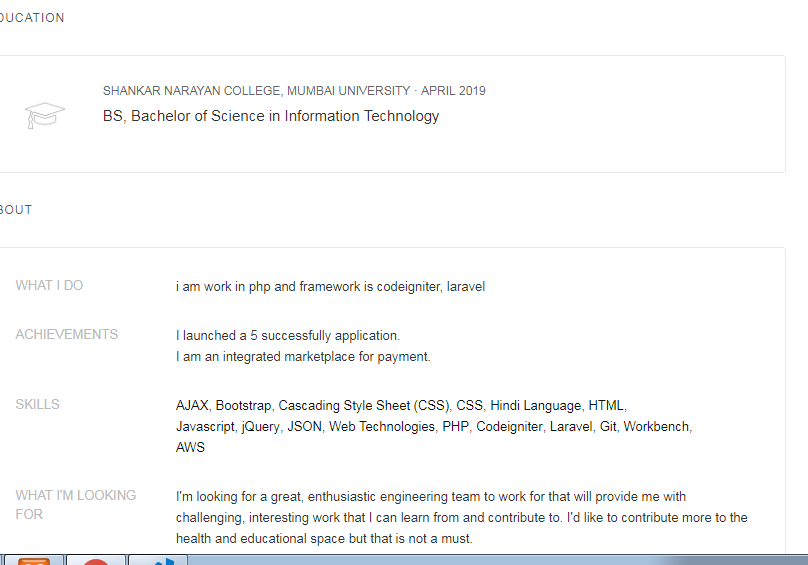 DUCATION
SHANKAR NARAYAN COLLEGE, MUMBAI UNIVERSITY · APRIL 2019
BS, Bachelor of Science in Information Technology
BOUT
WHAT I DO
i am work in php and framework is codeigniter, laravel
ACHIEVEMENTS
I launched a 5 successfully application.
I am an integrated marketplace for payment.
SKILLS
AJAX, Bootstrap, Cascading Style Sheet (CSS), CSS, Hindi Language, HTML,
Javascript, jQuery, JSON, Web Technologies, PHP, Codeigniter, Laravel, Git, Workbench,
AWS
WHAT I'M LOOKING
FOR
I'm looking for a great, enthusiastic engineering team to work for that will provide me with
challenging, interesting work that I can learn from and contribute to. I'd like to contribute more to the
health and educational space but that is not a must.